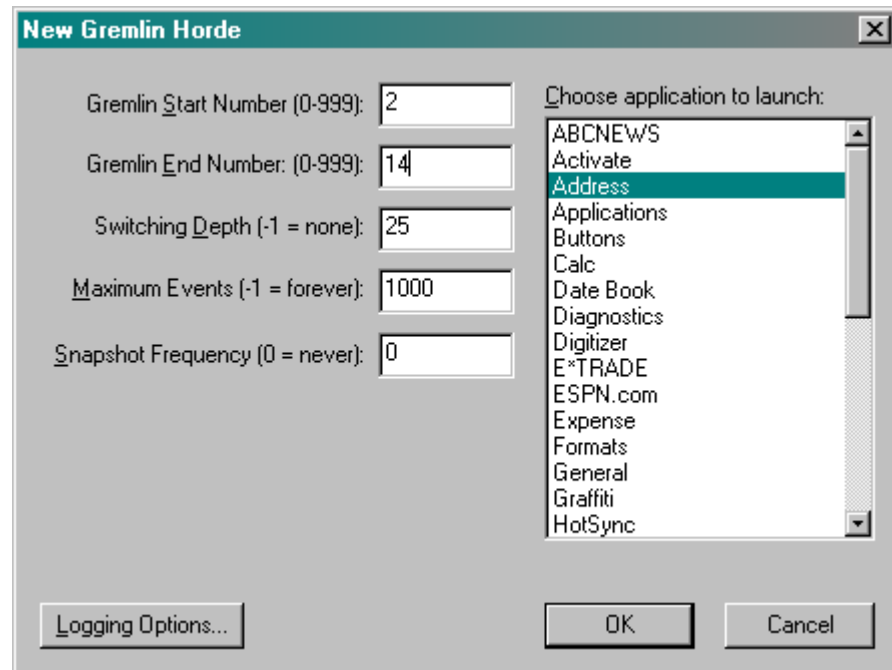 New Gremlin Horde
Gremlin Start Number (0-999): 2
Gremlin End Number: (0-999): 14
Switching Depth (-1 = none): 25
Maximum Events (-1 = forever): 1000
Snapshot Frequency (0 = never): 0
Choose application to launch:
ABCNEWS
Activate
Address
Applications
Buttons
Calc
Date Book
Diagnostics
Digitizer
E*TRADE
ESPN.com
Expense
Formats
General
Graffiti
HotSync
Logging Options...
OK
Cancel